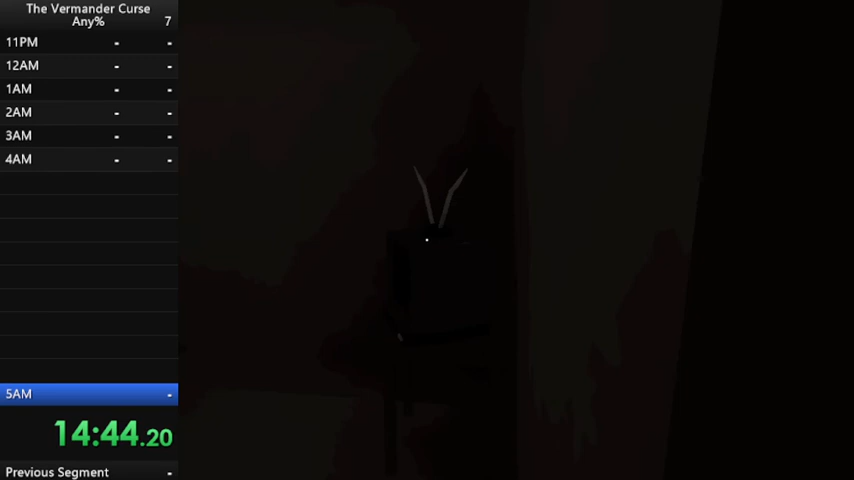 The Vermander Curse
Any% 7
11PM - -
12AM - -
1AM - -
2AM - -
3AM - -
4AM - -
5AM -
14:44.20
Previous Segment -